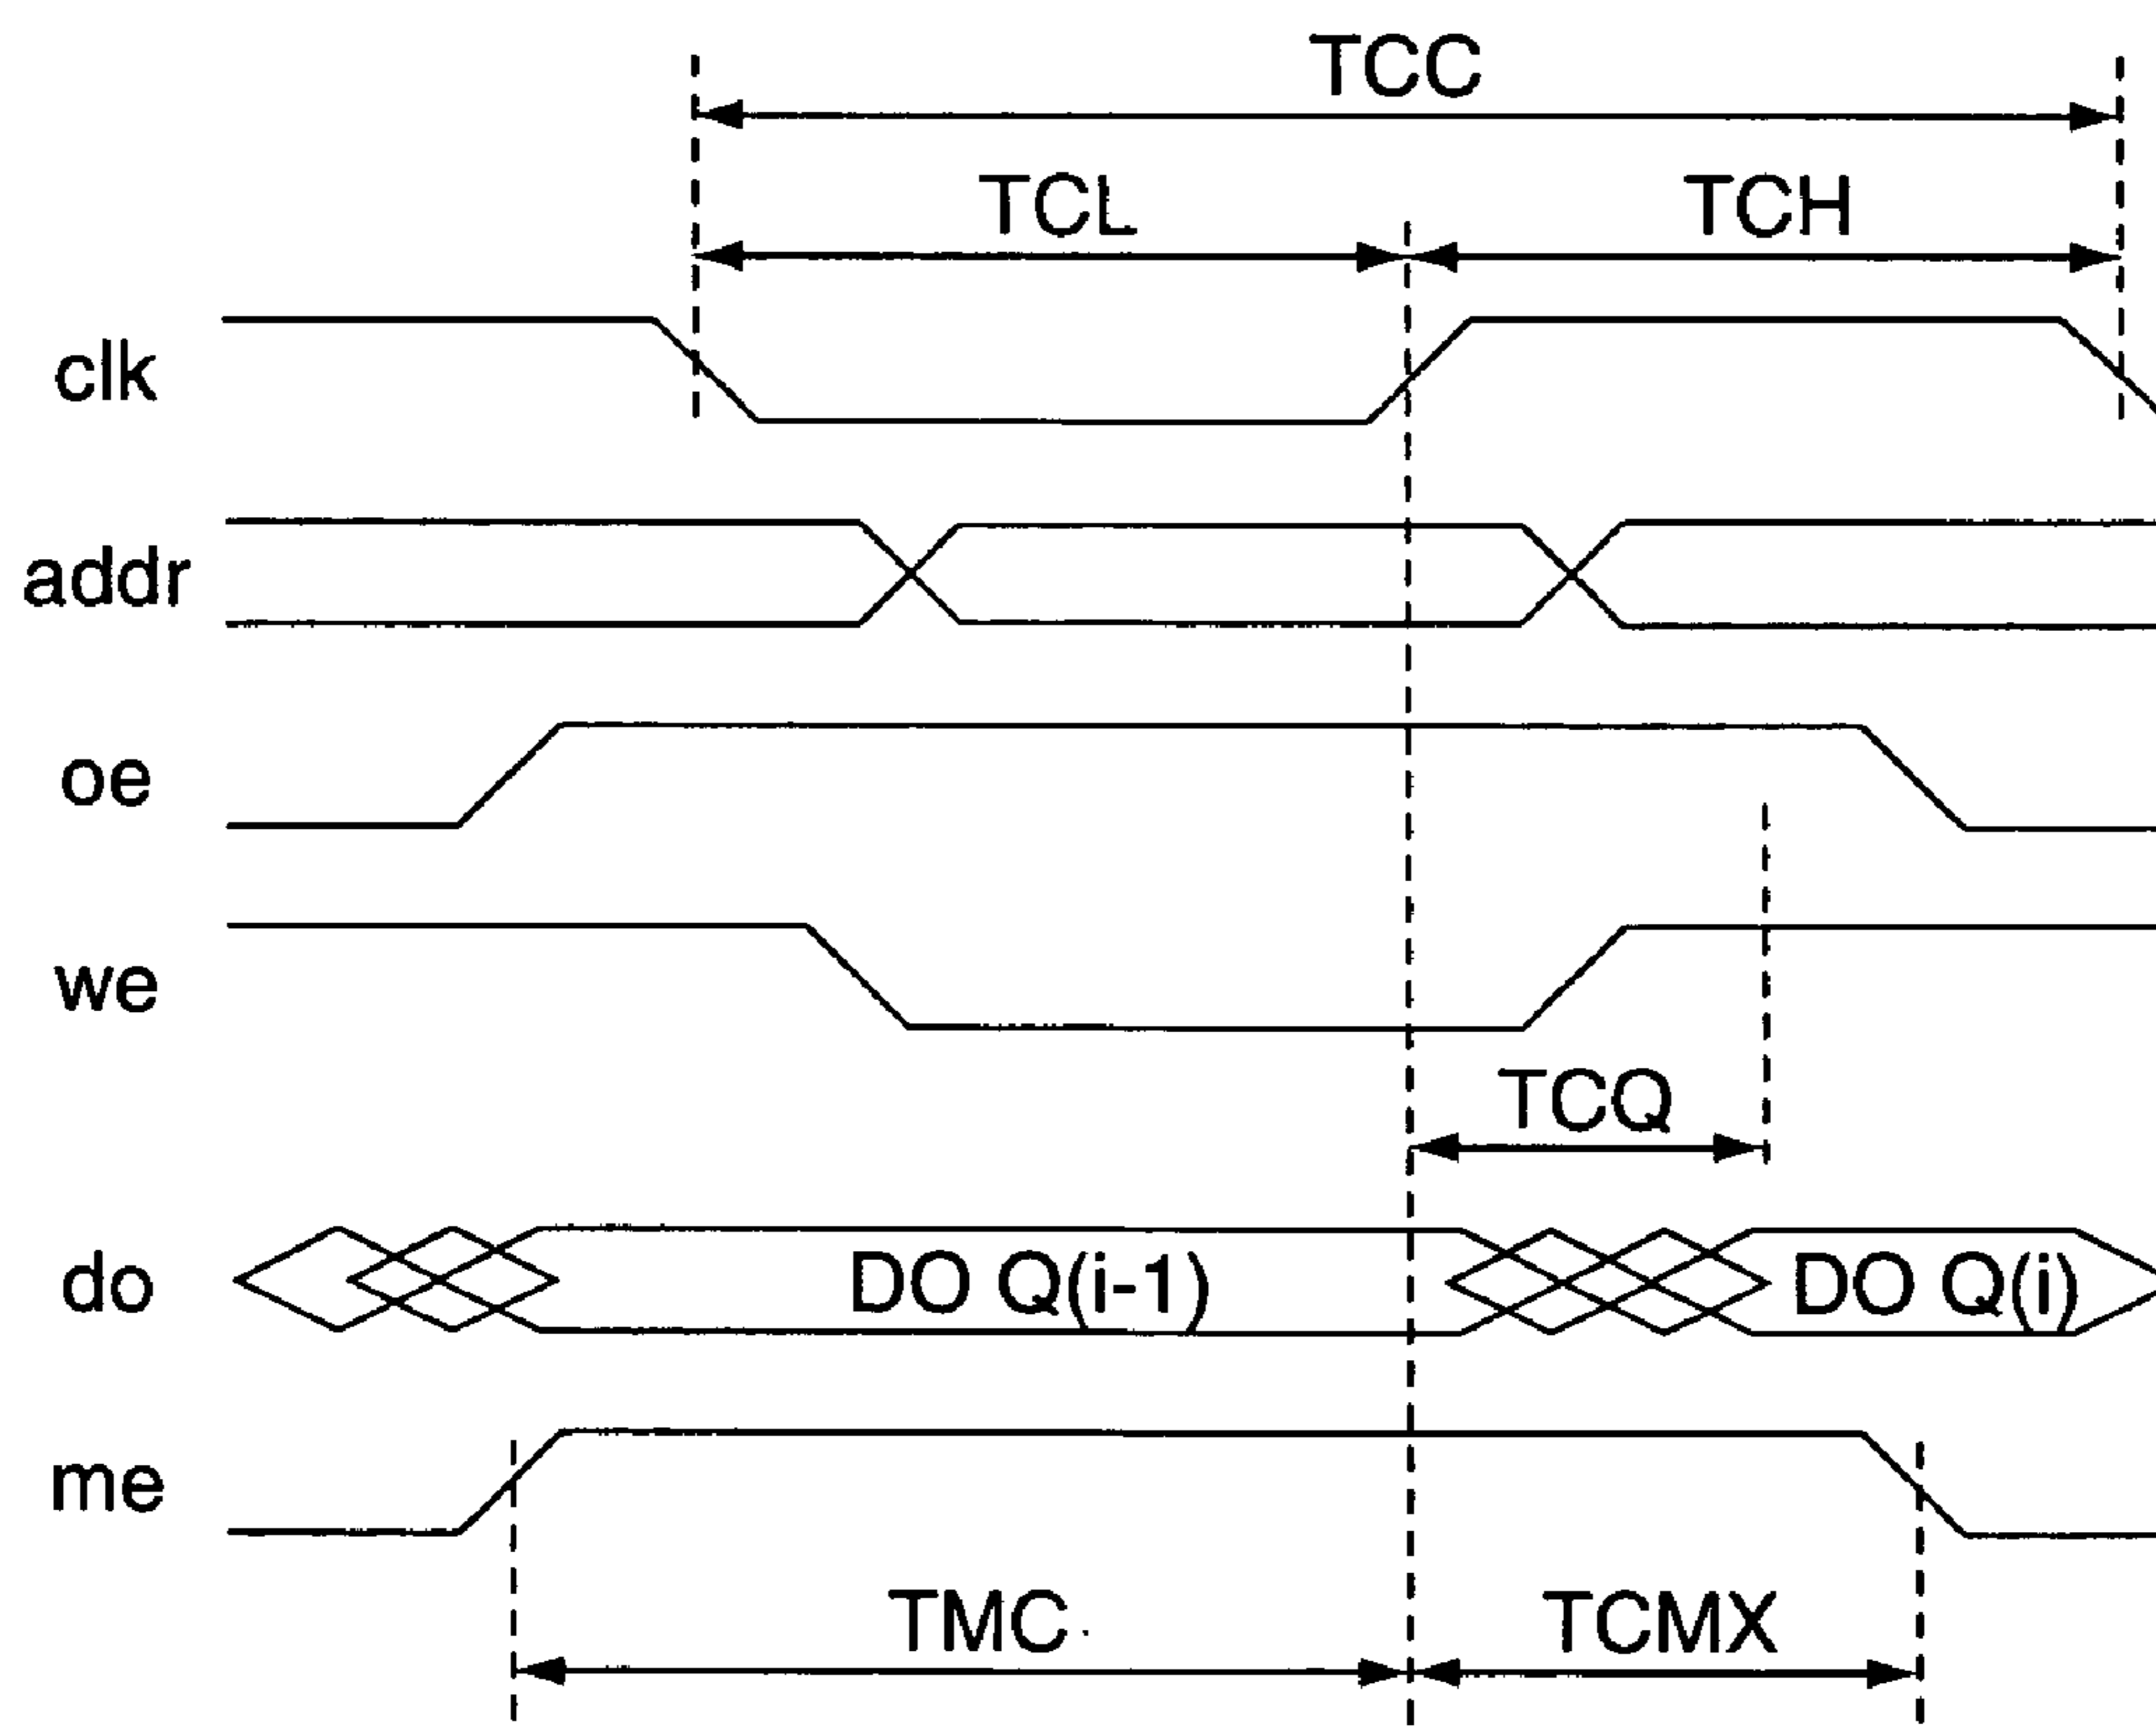 TCC
TCL TCH
clk
addr
oe
we
TCQ
do DO Q(i-1) DO Q(i)
me
TMC TCMX